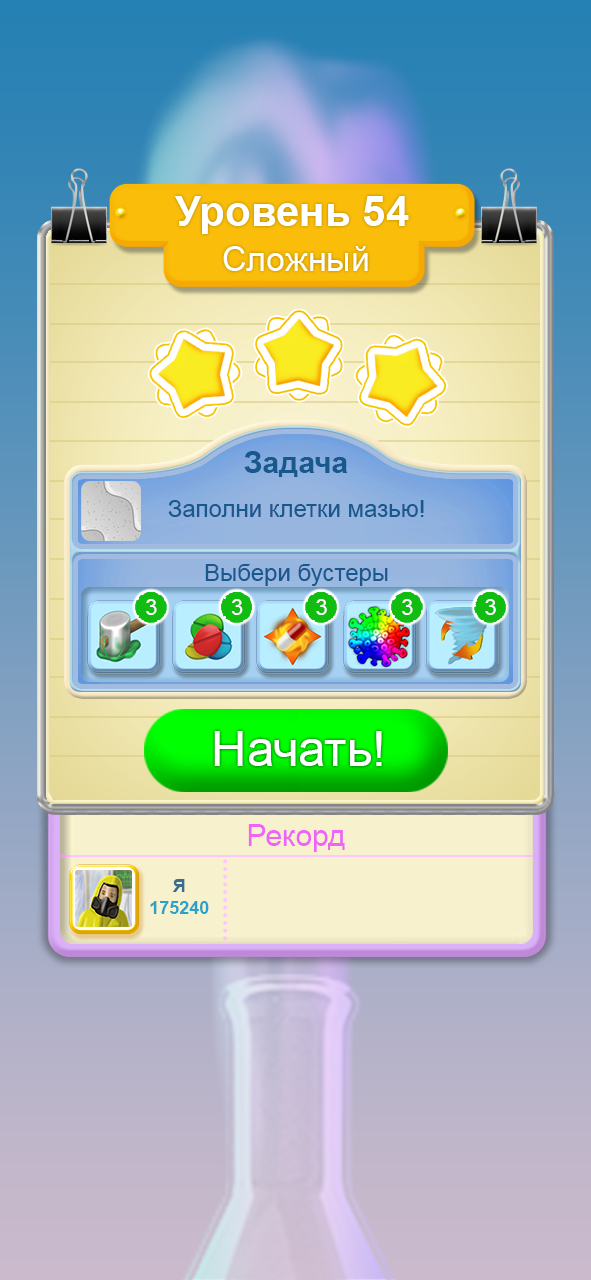 Уровень 54
Сложный
Задача
Заполни клетки мазью!
Выбери бустеры
3 3 3 3 3
Начать!
Рекорд
Я
175240